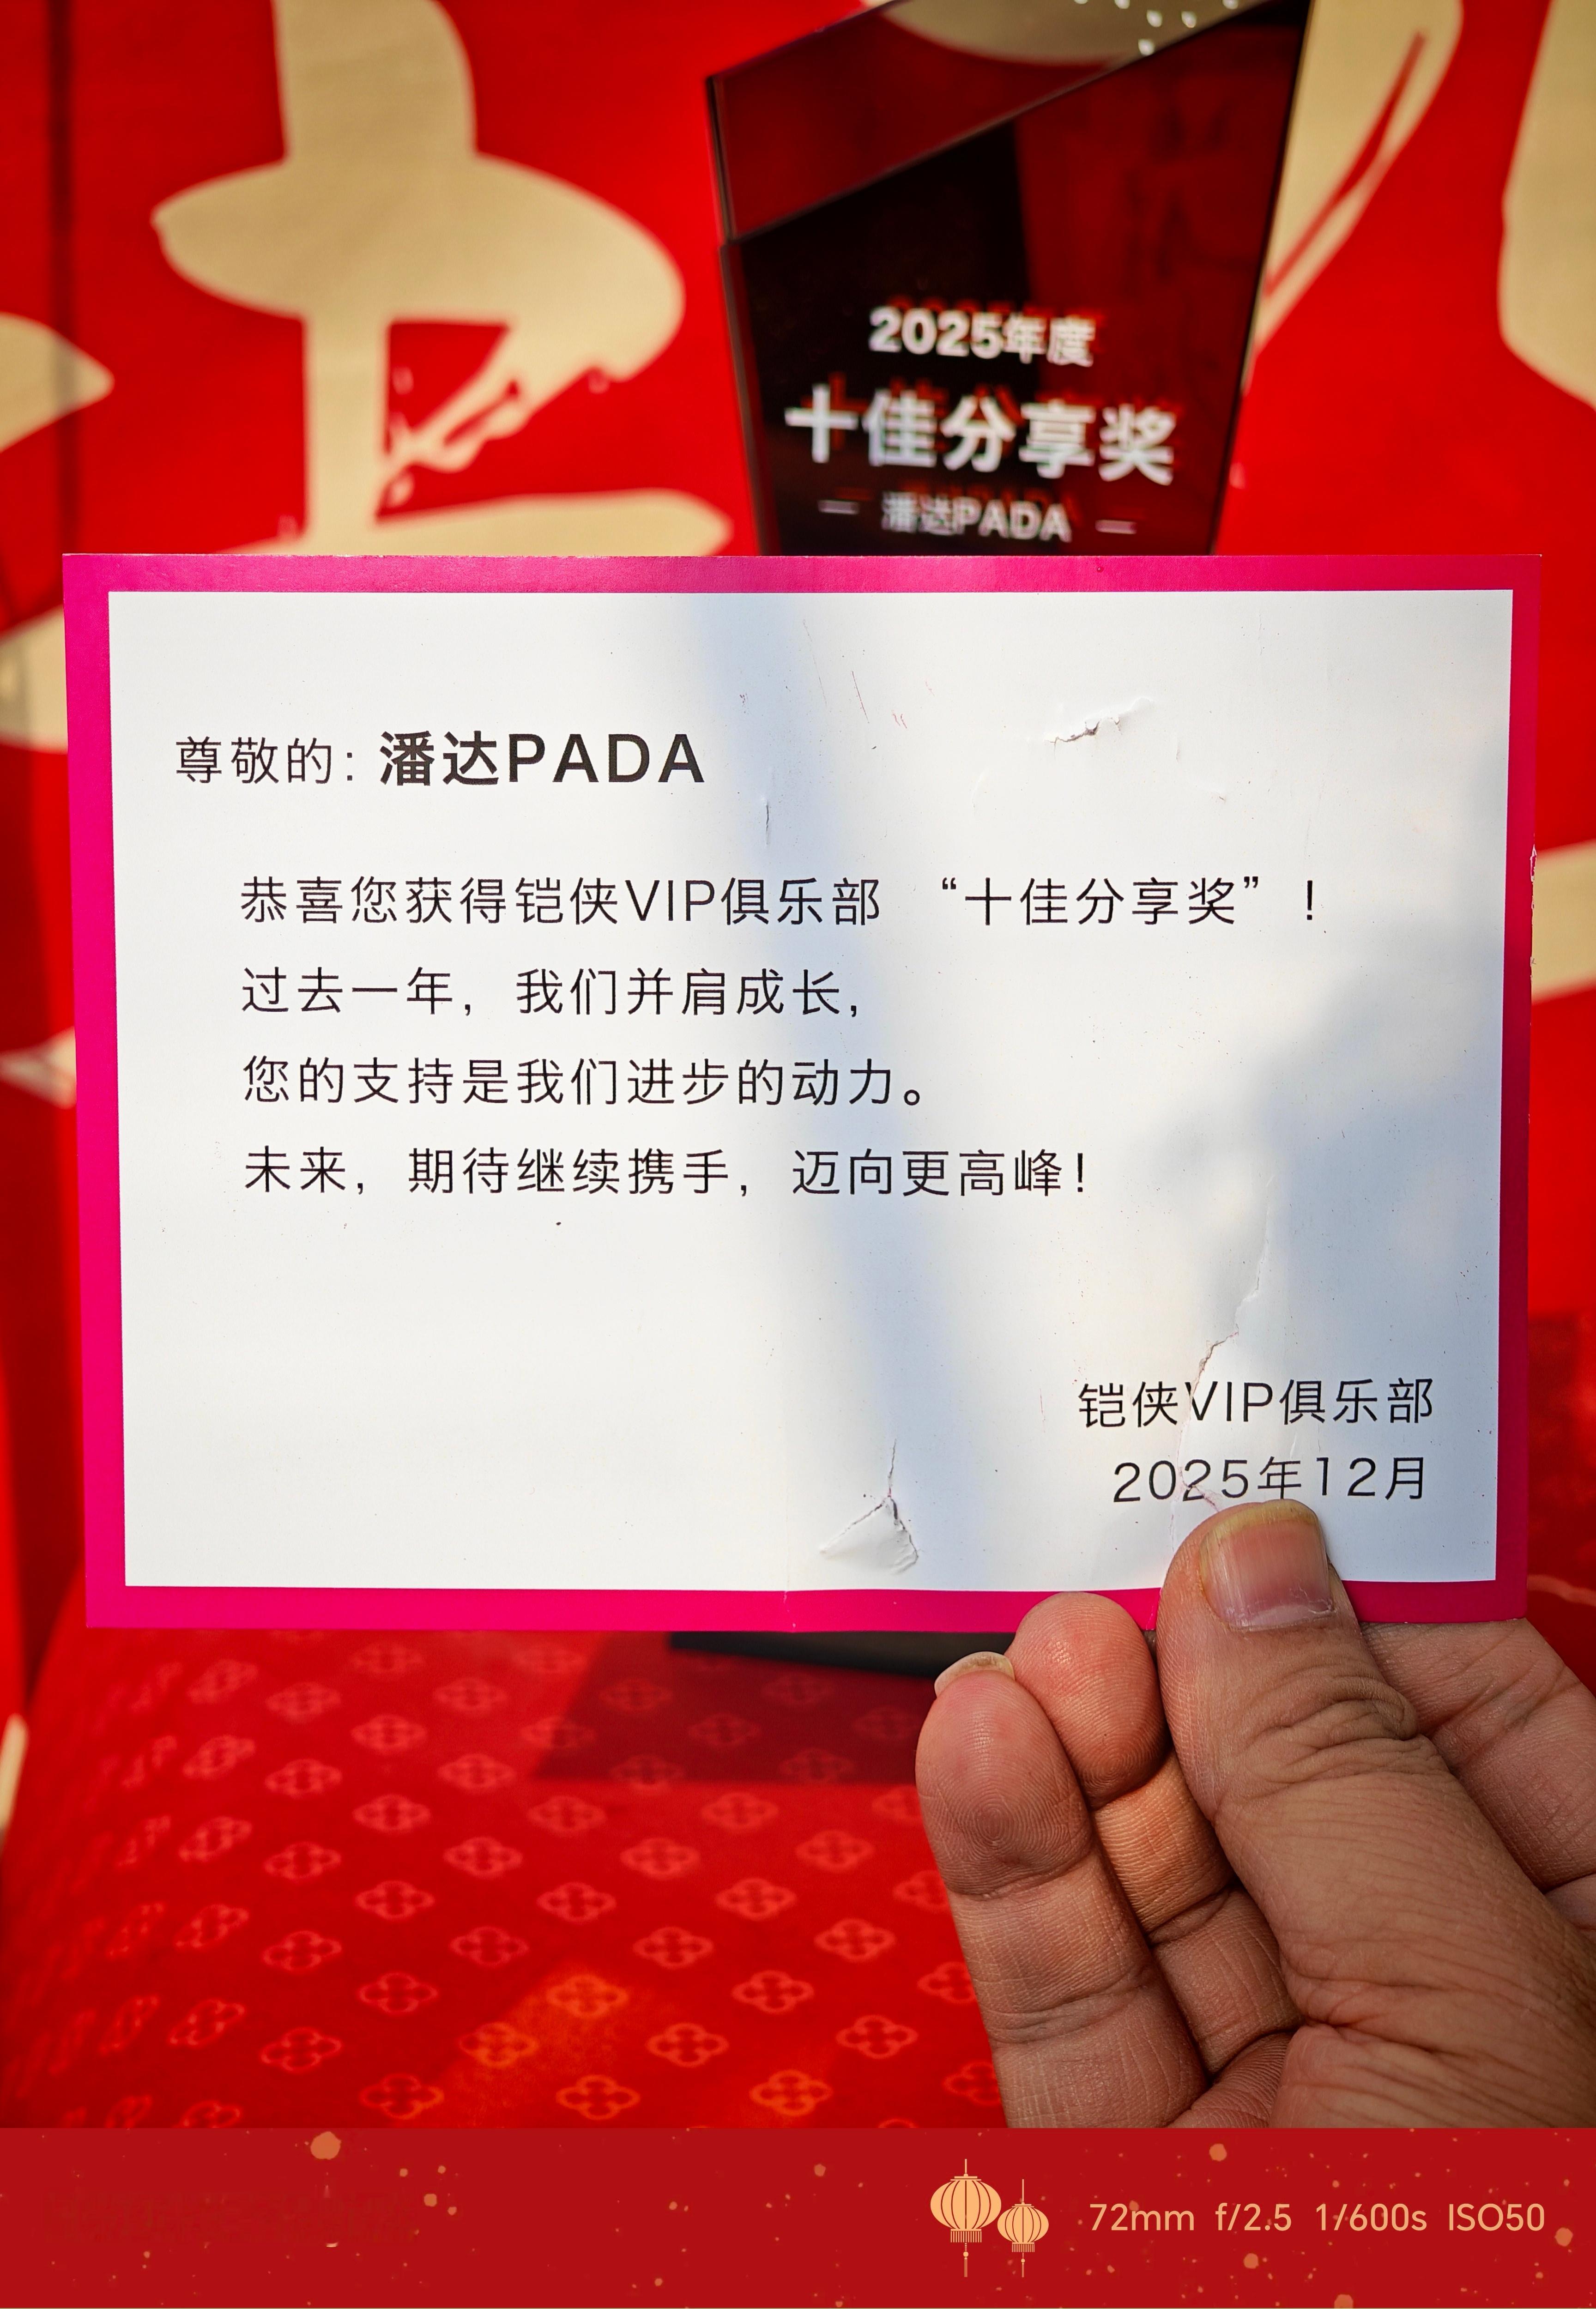 2025年度
十佳分享奖
— 潘达PADA —
尊敬的：潘达PADA
恭喜您获得铠侠VIP俱乐部 “十佳分享奖”！
过去一年，我们并肩成长，
您的支持是我们进步的动力。
未来，期待继续携手，迈向更高峰！
铠侠VIP俱乐部
2025年12月
72mm f/2.5 1/600s ISO50